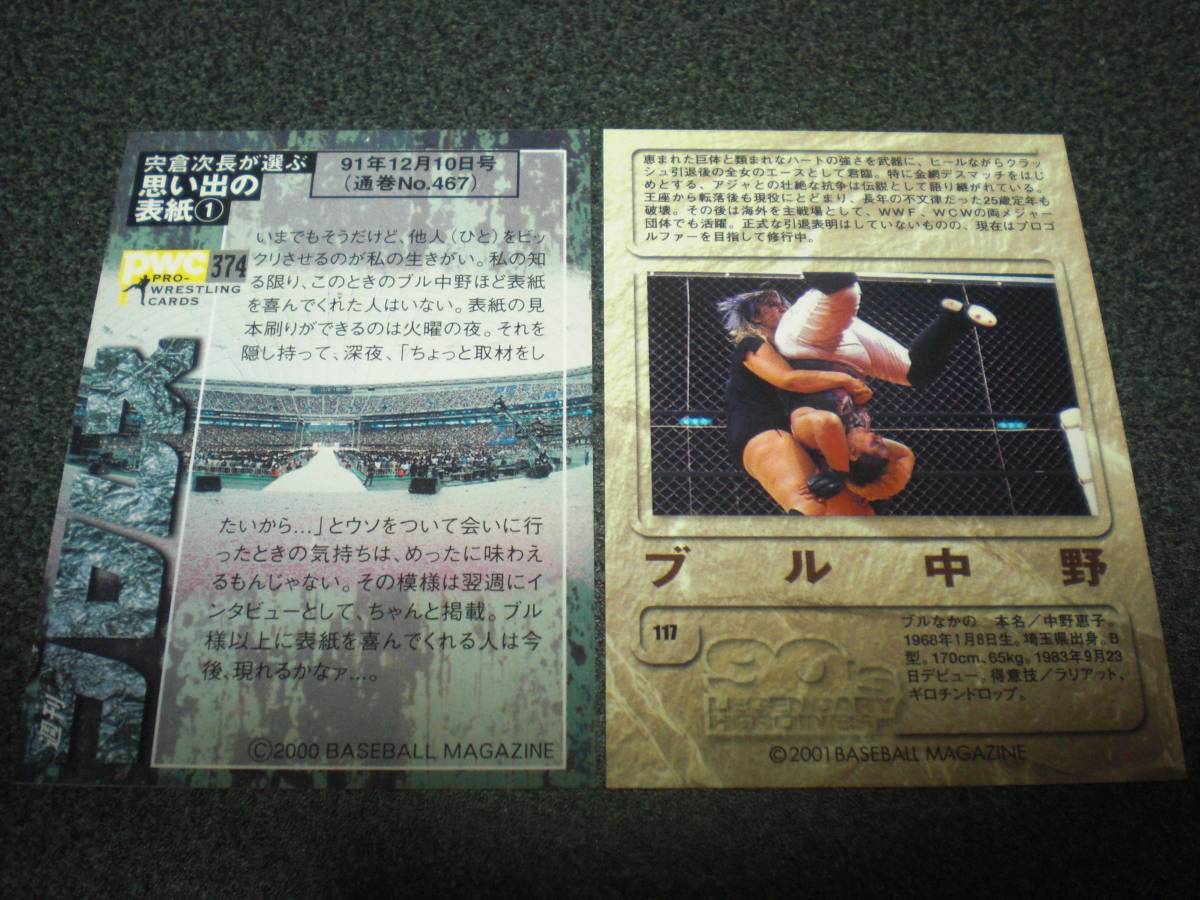 宍倉次長が選ぶ
思い出の
表紙①
91年12月10日号
(通巻No.467)
pwc 374
PRO-
WRESTLING
CARDS
いまでもそうだけど、他人(ひと)をビッ
クリさせるのが私の生きがい。私の知
る限り、このときのブル中野ほど表紙
を喜んでくれた人はいない。表紙の見
本刷りができるのは火曜の夜。それを
隠し持って、深夜、「ちょっと取材をし
たいから…」とウソをついて会いに行
ったときの気持ちは、めったに味わえ
るもんじゃない。その模様は翌週にイ
ンタビューとして、ちゃんと掲載。ブル
様以上に表紙を喜んでくれる人は今
後、現れるかなァ…。
週刊
©2000 BASEBALL MAGAZINE
恵まれた巨体と類まれなハートの強さを武器に、ヒールながらクラッ
シュ引退後の全女のエースとして君臨。特に金網デスマッチをはじ
めとする、アジャとの壮絶な抗争は伝説として語り継がれている。
王座から転落後も現役にとどまり、長年の不文律だった25歳定年も
破壊。その後は海外を主戦場として、WWF、WCWの両メジャー
団体でも活躍。正式な引退表明はしていないものの、現在はプロゴ
ルファーを目指して修行中。
ブル中野
117
90's
LEGENDARY
HEROINES
ブルなかの 本名/中野恵子。
1968年1月8日生。埼玉県出身。B
型。170cm、65kg。1983年9月23
日デビュー。得意技/ラリアット、
ギロチンドロップ。
©2001 BASEBALL MAGAZINE